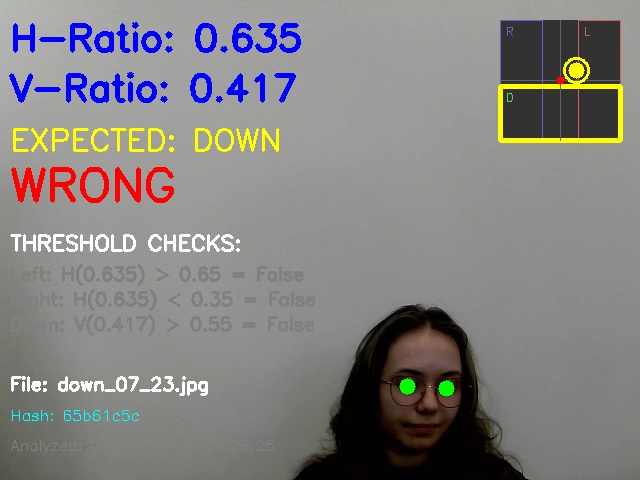 H-Ratio: 0.635
V-Ratio: 0.417
EXPECTED: DOWN
WRONG
THRESHOLD CHECKS:
Left: H(0.635) > 0.65 = False
Right: H(0.635) < 0.35 = False
Down: V(0.417) > 0.55 = False
File: down_07_23.jpg
Hash: 65b61c5c
Analyzed:
R L
D